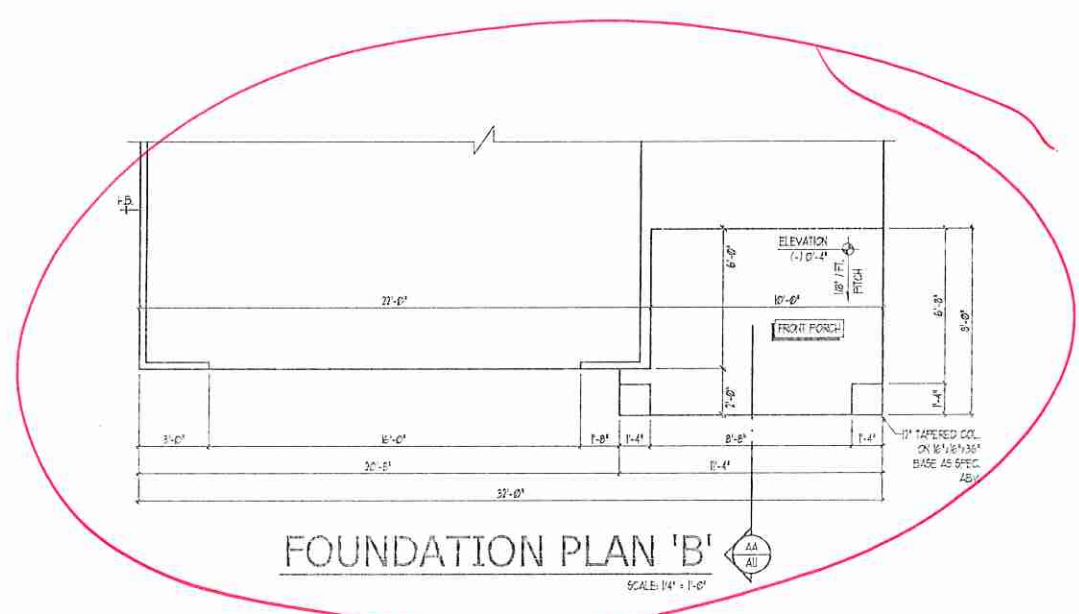 H.B.
ELEVATION
(-) 0'-4"
1/8" / FT.
PITCH
6'-0"
22'-0"
10'-0"
6'-8"
8'-0"
FRONT PORCH
2'-0"
1'-4"
3'-0"
16'-0"
1'-8"
1'-4"
8'-8"
1'-4"
12" TAPERED COL.
ON 16"x16"x36"
BASE AS SPEC.
ABV.
20'-8"
11'-4"
32'-0"
FOUNDATION PLAN 'B'
AA
SCALE: 1/4" = 1'-0"